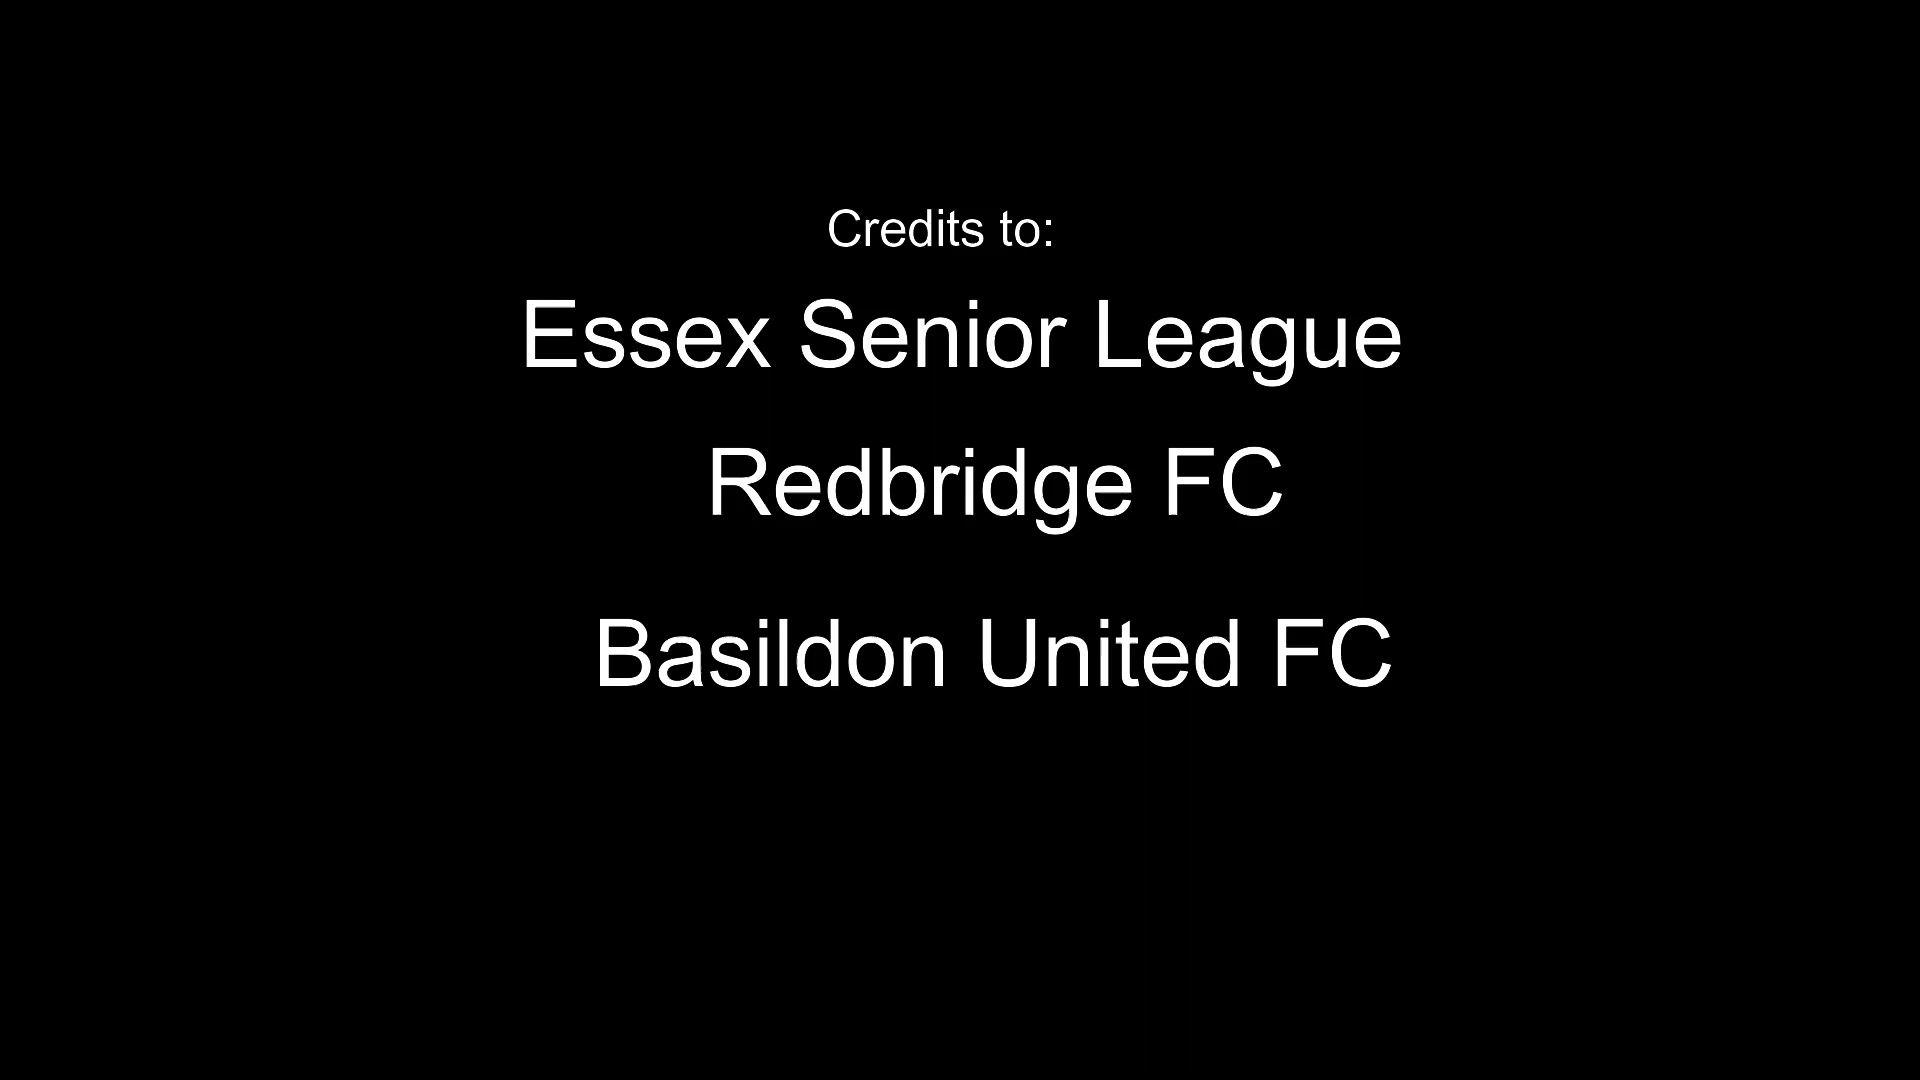 Credits to:
Essex Senior League
Redbridge FC
Basildon United FC